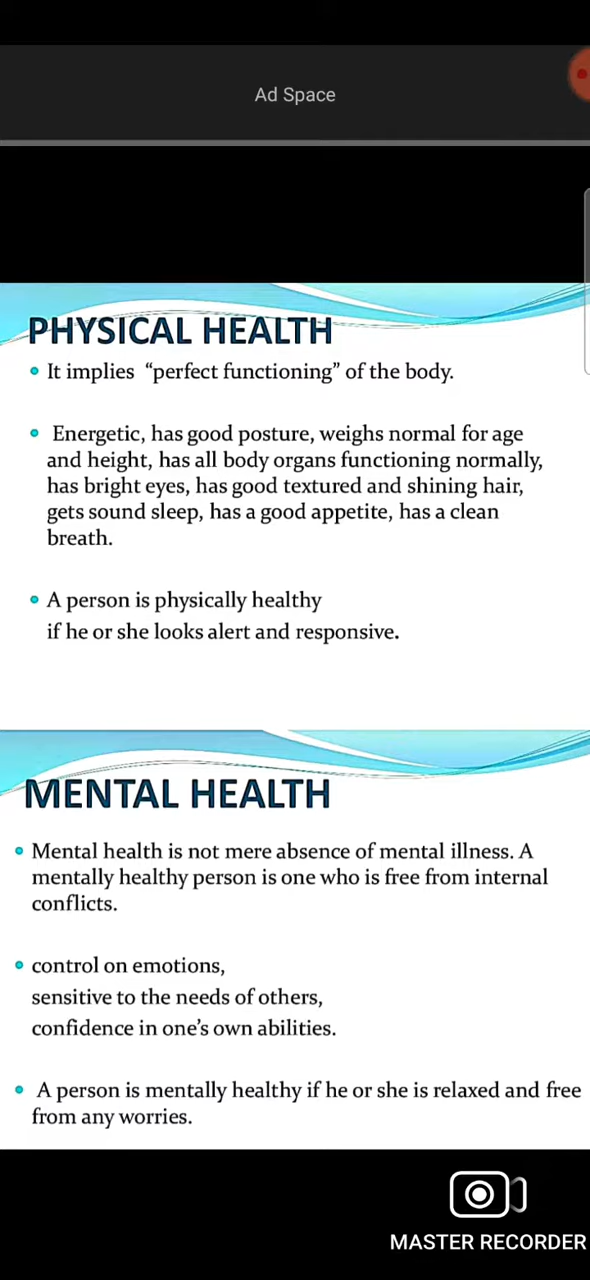 Ad Space
PHYSICAL HEALTH
• It implies “perfect functioning” of the body.
• Energetic, has good posture, weighs normal for age
and height, has all body organs functioning normally,
has bright eyes, has good textured and shining hair,
gets sound sleep, has a good appetite, has a clean
breath.
• A person is physically healthy
if he or she looks alert and responsive.
MENTAL HEALTH
• Mental health is not mere absence of mental illness. A
mentally healthy person is one who is free from internal
conflicts.
• control on emotions,
sensitive to the needs of others,
confidence in one’s own abilities.
• A person is mentally healthy if he or she is relaxed and free
from any worries.
MASTER RECORDER